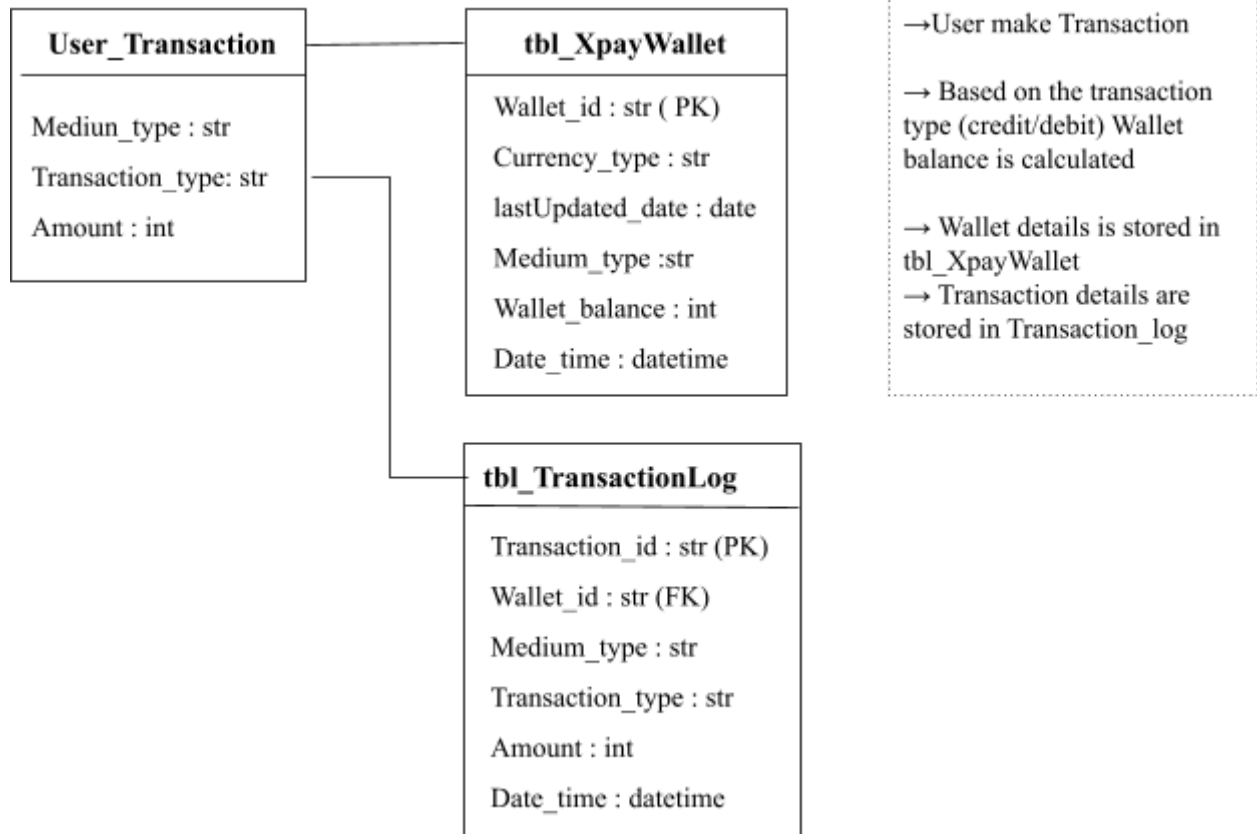 User_Transaction
Mediun_type : str
Transaction_type: str
Amount : int
tbl_XpayWallet
Wallet_id : str ( PK)
Currency_type : str
lastUpdated_date : date
Medium_type :str
Wallet_balance : int
Date_time : datetime
tbl_TransactionLog
Transaction_id : str (PK)
Wallet_id : str (FK)
Medium_type : str
Transaction_type : str
Amount : int
Date_time : datetime
→User make Transaction
→ Based on the transaction
type (credit/debit) Wallet
balance is calculated
→ Wallet details is stored in
tbl_XpayWallet
→ Transaction details are
stored in Transaction_log